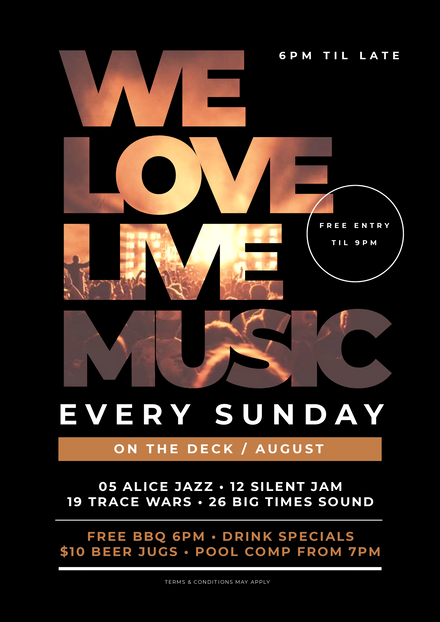 6PM TIL LATE
WE
LOVE
LIVE
MUSIC
FREE ENTRY
TIL 9PM
EVERY SUNDAY
ON THE DECK / AUGUST
05 ALICE JAZZ • 12 SILENT JAM
19 TRACE WARS • 26 BIG TIMES SOUND
FREE BBQ 6PM • DRINK SPECIALS
$10 BEER JUGS • POOL COMP FROM 7PM
TERMS & CONDITIONS MAY APPLY